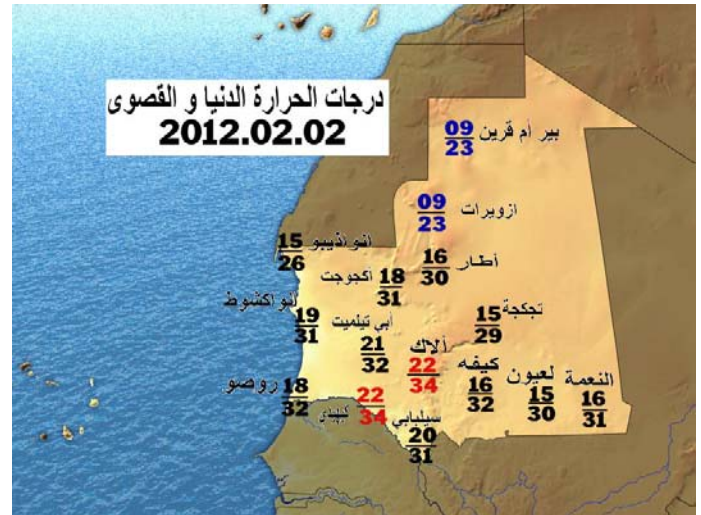 درجات الحرارة الدنيا و القصوى
2012.02.02
بير أم قرين
09
23
ازويرات
09
23
انواذيبو
15
26
أطار
16
30
أكجوجت
18
31
انواكشوط
19
31
تجكجة
15
29
أبي تيلميت
21
32
ألاك
22
34
كيفه
16
32
لعيون
15
30
النعمة
16
31
روصو
18
32
22
34
سيلبابي
20
31